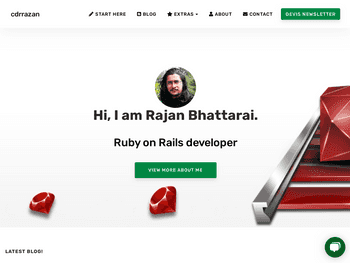 cdrrazan
START HERE
BLOG
EXTRAS
ABOUT
CONTACT
DEVIS NEWSLETTER
Hi, I am Rajan Bhattarai.
Ruby on Rails developer
VIEW MORE ABOUT ME
LATEST BLOG!